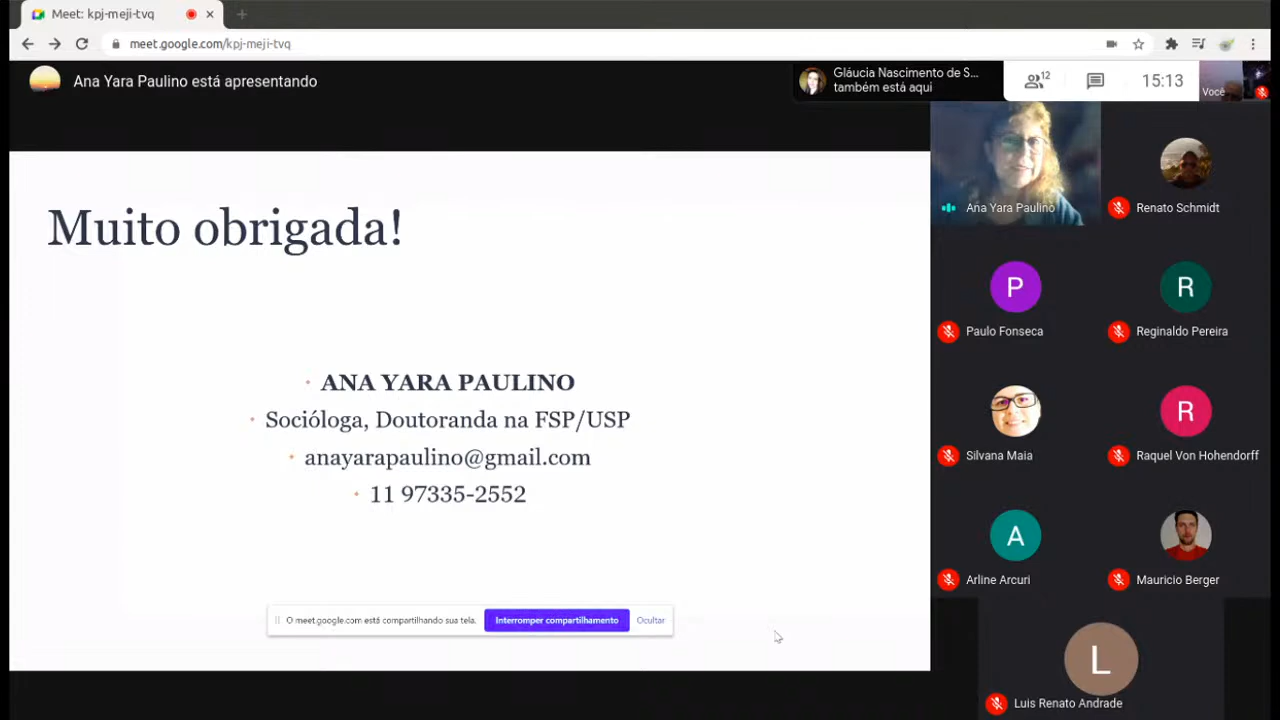 Meet: kpj-meji-tvq
meet.google.com/kpj-meji-tvq
Ana Yara Paulino está apresentando
Gláucia Nascimento de S...
também está aqui
12
15:13
Você
Muito obrigada!
• ANA YARA PAULINO
• Socióloga, Doutoranda na FSP/USP
• anayarapaulino@gmail.com
• 11 97335-2552
O meet.google.com está compartilhando sua tela.
Interromper compartilhamento
Ocultar
Ana Yara Paulino
Renato Schmidt
P
Paulo Fonseca
R
Reginaldo Pereira
Silvana Maia
R
Raquel Von Hohendorff
A
Arline Arcuri
Mauricio Berger
L
Luis Renato Andrade